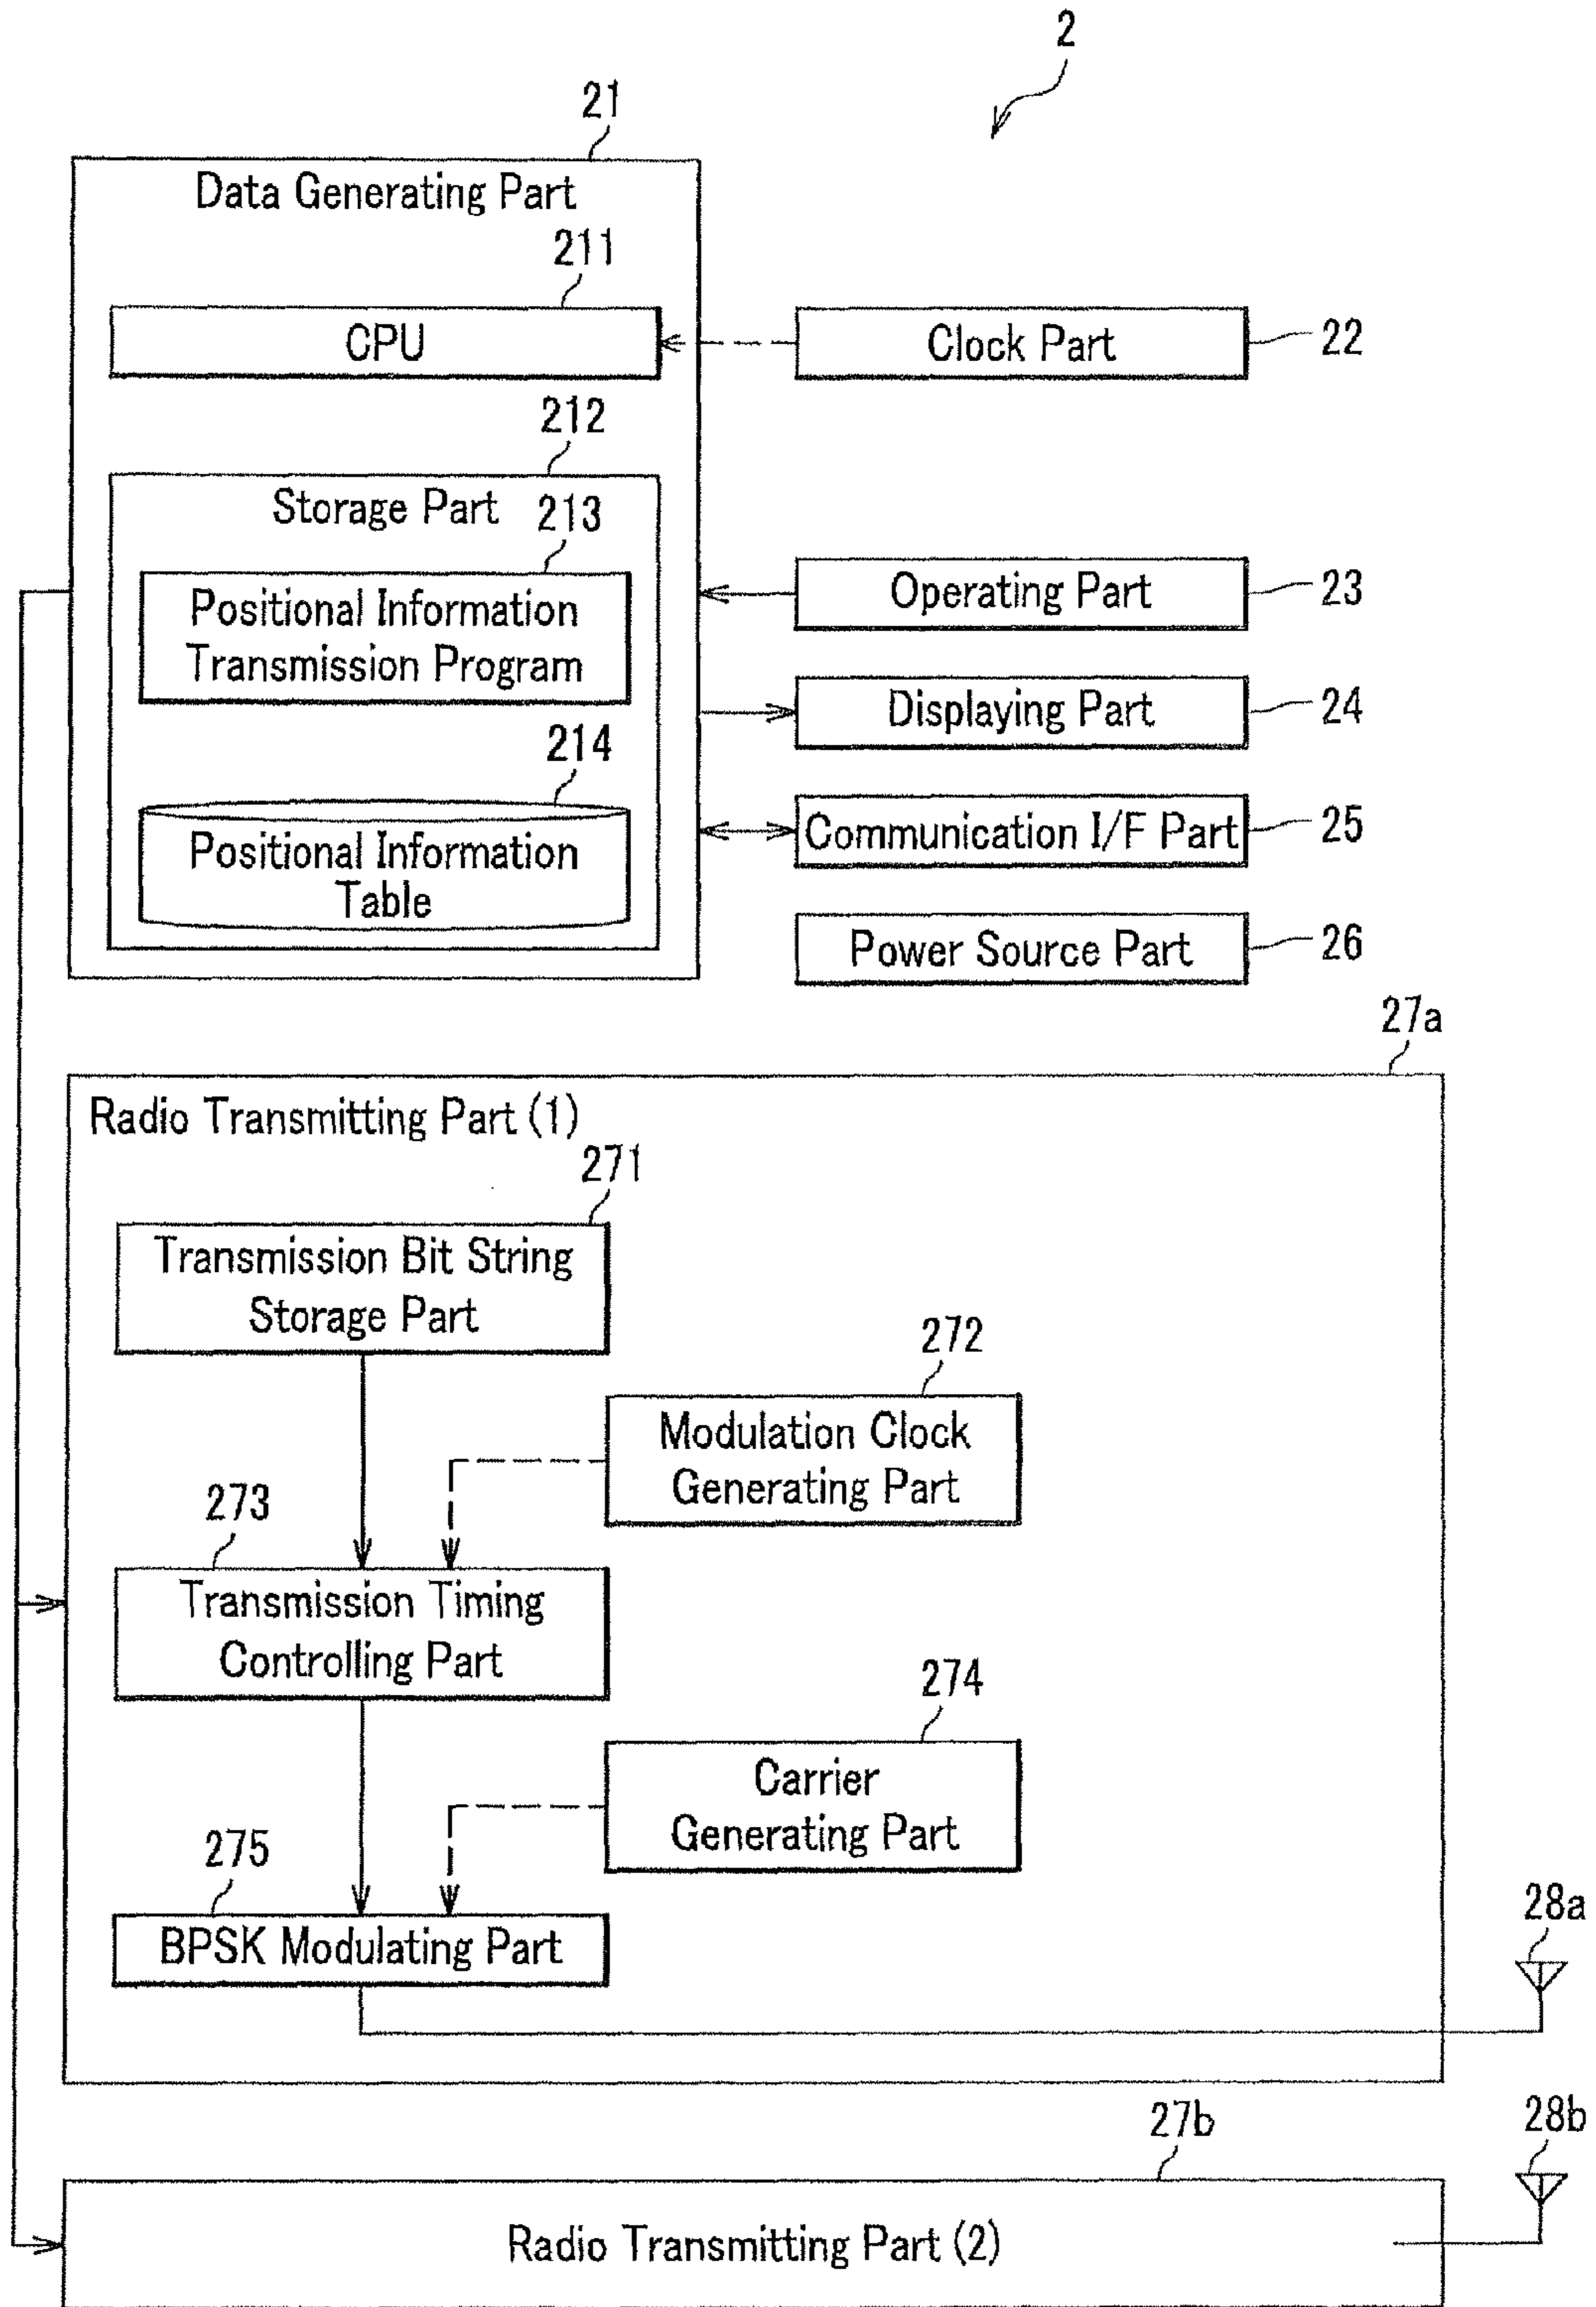 2
21
Data Generating Part
211
CPU
Clock Part
22
212
Storage Part
213
Positional Information
Transmission Program
Operating Part
23
Displaying Part
24
214
Positional Information
Table
Communication I/F Part
25
Power Source Part
26
27a
Radio Transmitting Part (1)
271
Transmission Bit String
Storage Part
272
Modulation Clock
Generating Part
273
Transmission Timing
Controlling Part
274
Carrier
Generating Part
275
BPSK Modulating Part
28a
27b
28b
Radio Transmitting Part (2)